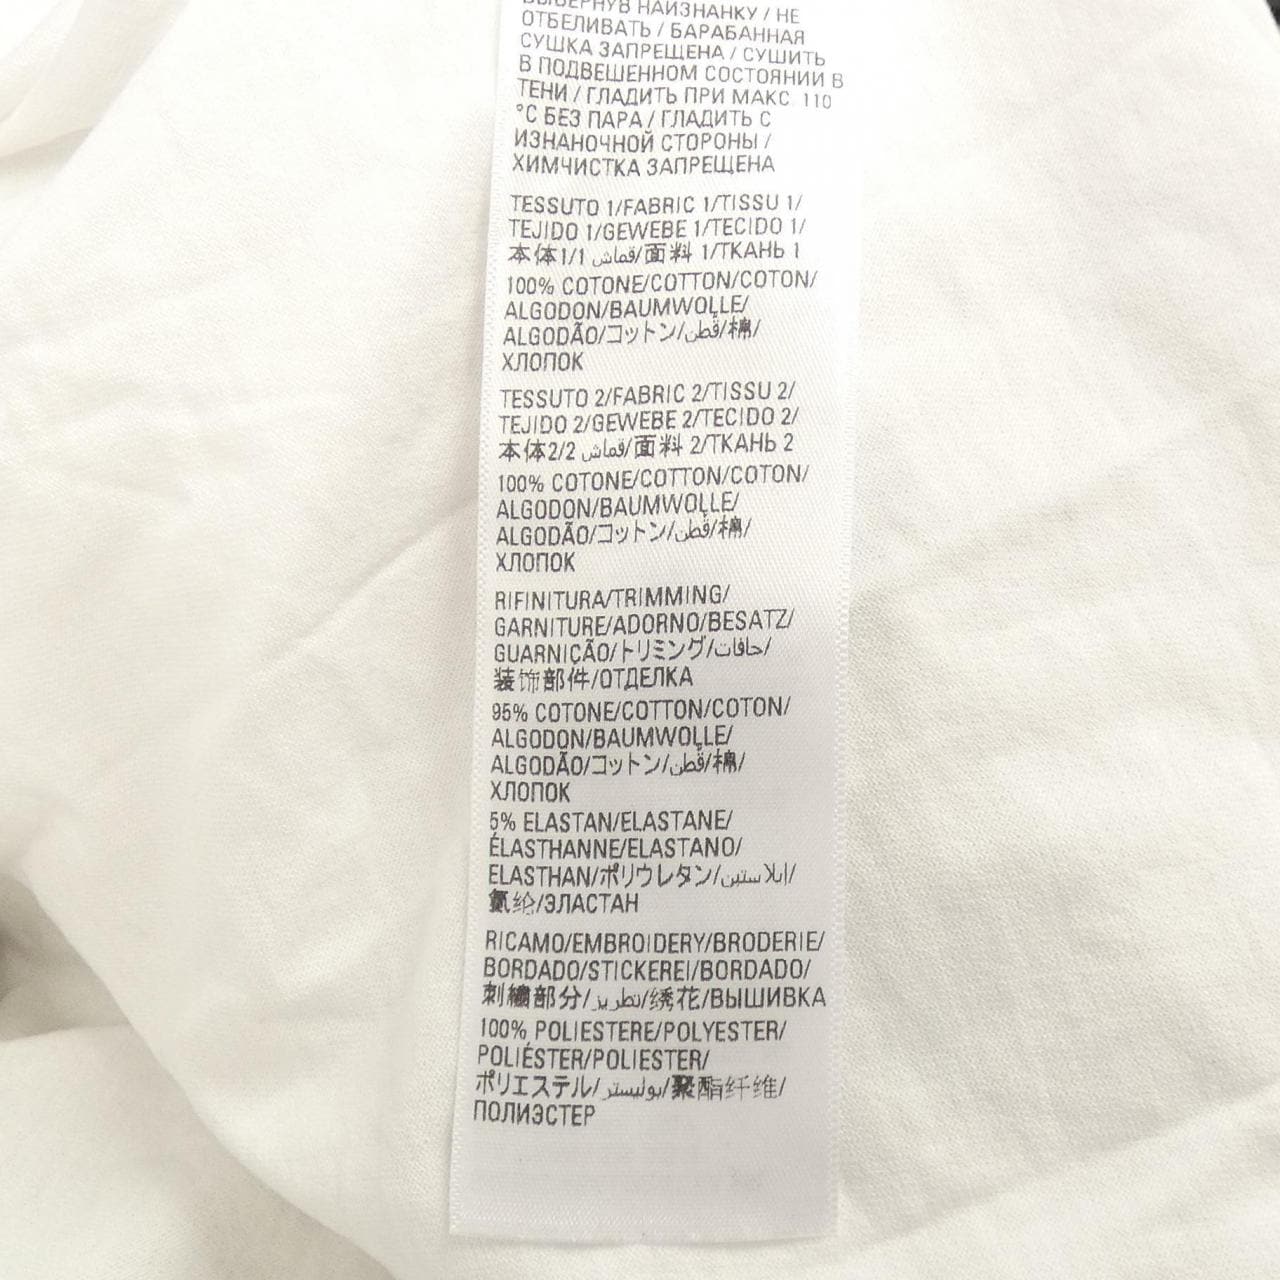 ВЫВЕРНУВ НАИЗНАНКУ / НЕ
ОТБЕЛИВАТЬ / БАРАБАННАЯ
СУШКА ЗАПРЕЩЕНА / СУШИТЬ
В ПОДВЕШЕННОМ СОСТОЯНИИ В
ТЕНИ / ГЛАДИТЬ ПРИ МАКС. 110
°C БЕЗ ПАРА / ГЛАДИТЬ С
ИЗНАНОЧНОЙ СТОРОНЫ /
ХИМЧИСТКА ЗАПРЕЩЕНА
TESSUTO 1/FABRIC 1/TISSU 1/
TEJIDO 1/GEWEBE 1/TECIDO 1/
本体1/1 قماش/面料 1/ТКАНЬ 1
100% COTONE/COTTON/COTON/
ALGODON/BAUMWOLLE/
ALGODÃO/コットン/قطن/棉/
ХЛОПОК
TESSUTO 2/FABRIC 2/TISSU 2/
TEJIDO 2/GEWEBE 2/TECIDO 2/
本体2/2 قماش/面料 2/ТКАНЬ 2
100% COTONE/COTTON/COTON/
ALGODON/BAUMWOLLE/
ALGODÃO/コットン/قطن/棉/
ХЛОПОК
RIFINITURA/TRIMMING/
GARNITURE/ADORNO/BESATZ/
GUARNIÇÃO/トリミング/حافات/
装饰部件/ОТДЕЛКА
95% COTONE/COTTON/COTON/
ALGODON/BAUMWOLLE/
ALGODÃO/コットン/قطن/棉/
ХЛОПОК
5% ELASTAN/ELASTANE/
ÉLASTHANNE/ELASTANO/
ELASTHAN/ポリウレタン/إيلاستين/
氨纶/ЭЛАСТАН
RICAMO/EMBROIDERY/BRODERIE/
BORDADO/STICKEREI/BORDADO/
刺繍部分/تطريز/绣花/ВЫШИВКА
100% POLIESTERE/POLYESTER/
POLIÉSTER/POLIESTER/
ポリエステル/بوليستر/聚酯纤维/
ПОЛИЭСТЕР